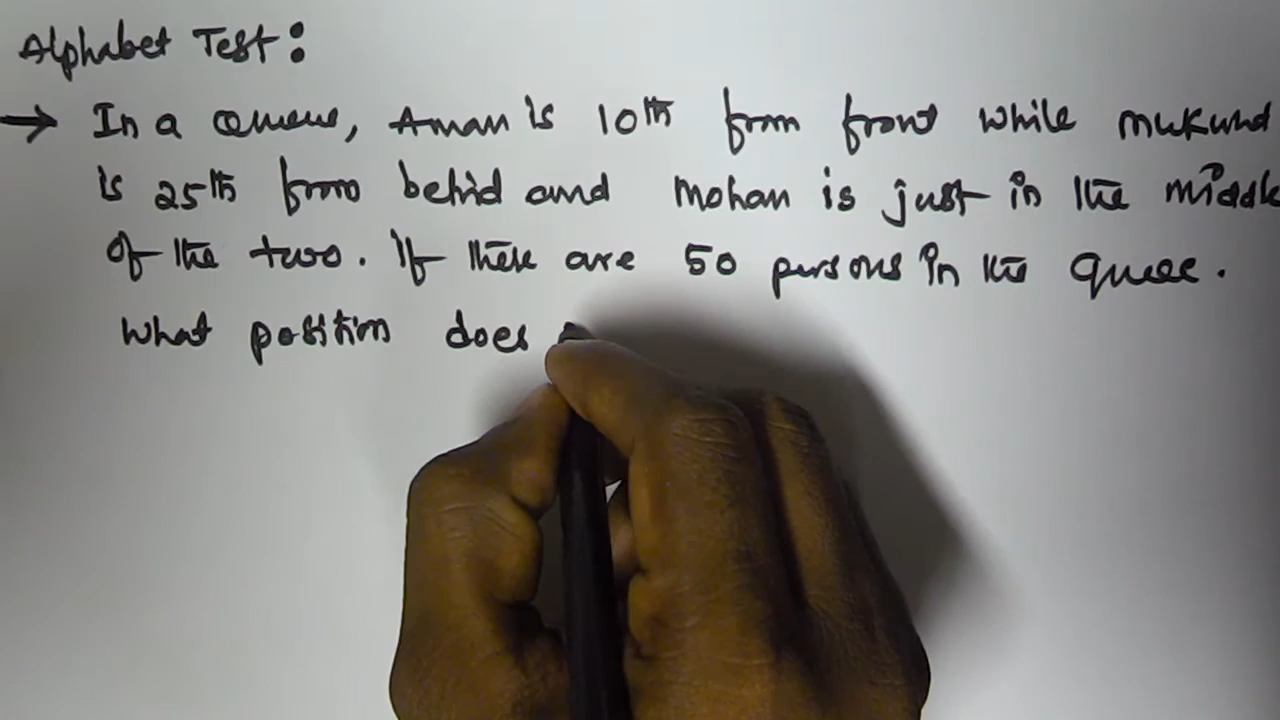 Alphabet Test:
→ In a queue, Aman is 10th from front while mukund
is 25th from behid and mohan is just in the middle
of the two. If there are 50 persons in the queue.
What position does